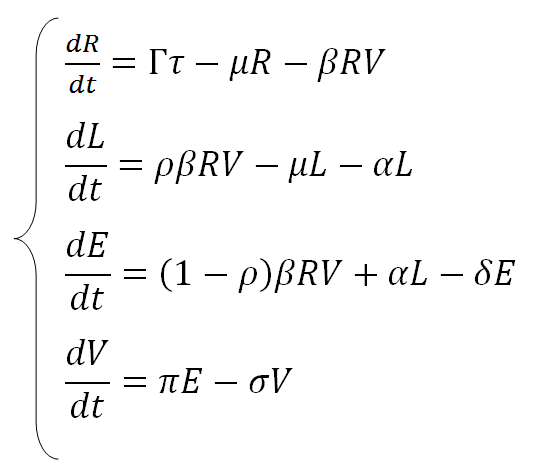 dR/dt = Γτ − μR − βRV
dL/dt = ρβRV − μL − αL
dE/dt = (1 − ρ)βRV + αL − δE
dV/dt = πE − σV